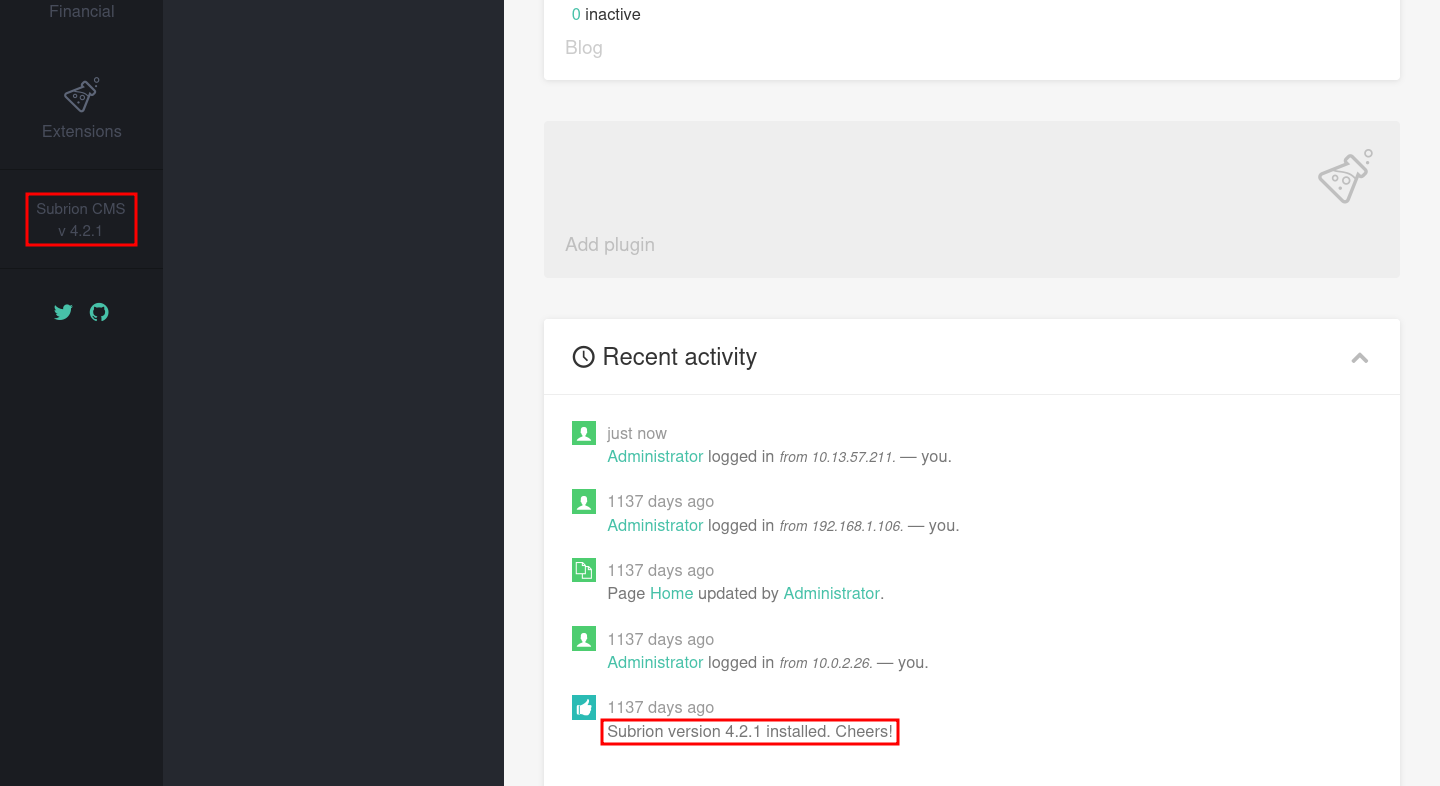 Financial
Extensions
Subrion CMS
v 4.2.1
0 inactive
Blog
Add plugin
Recent activity
just now
Administrator logged in from 10.13.57.211. — you.
1137 days ago
Administrator logged in from 192.168.1.106. — you.
1137 days ago
Page Home updated by Administrator.
1137 days ago
Administrator logged in from 10.0.2.26. — you.
1137 days ago
Subrion version 4.2.1 installed. Cheers!